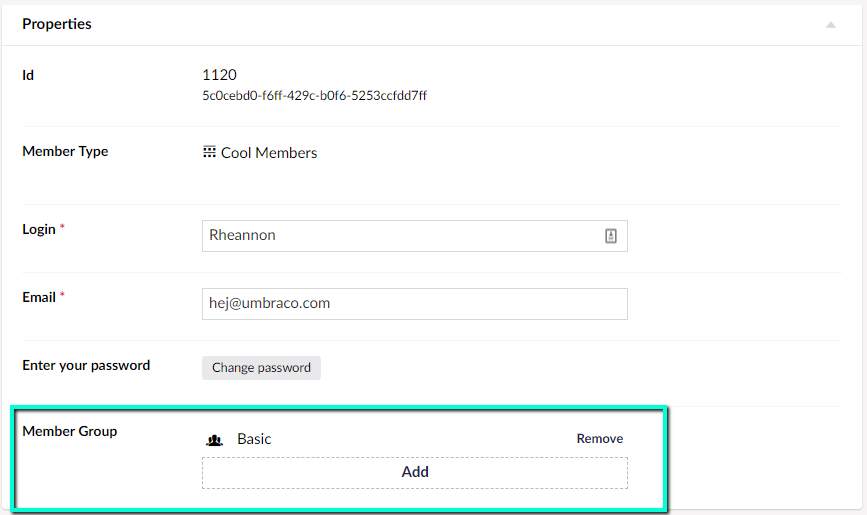 Properties
Id
1120
5c0cebd0-f6ff-429c-b0f6-5253ccfdd7ff
Member Type
Cool Members
Login *
Rheannon
Email *
hej@umbraco.com
Enter your password
Change password
Member Group
Basic
Remove
Add